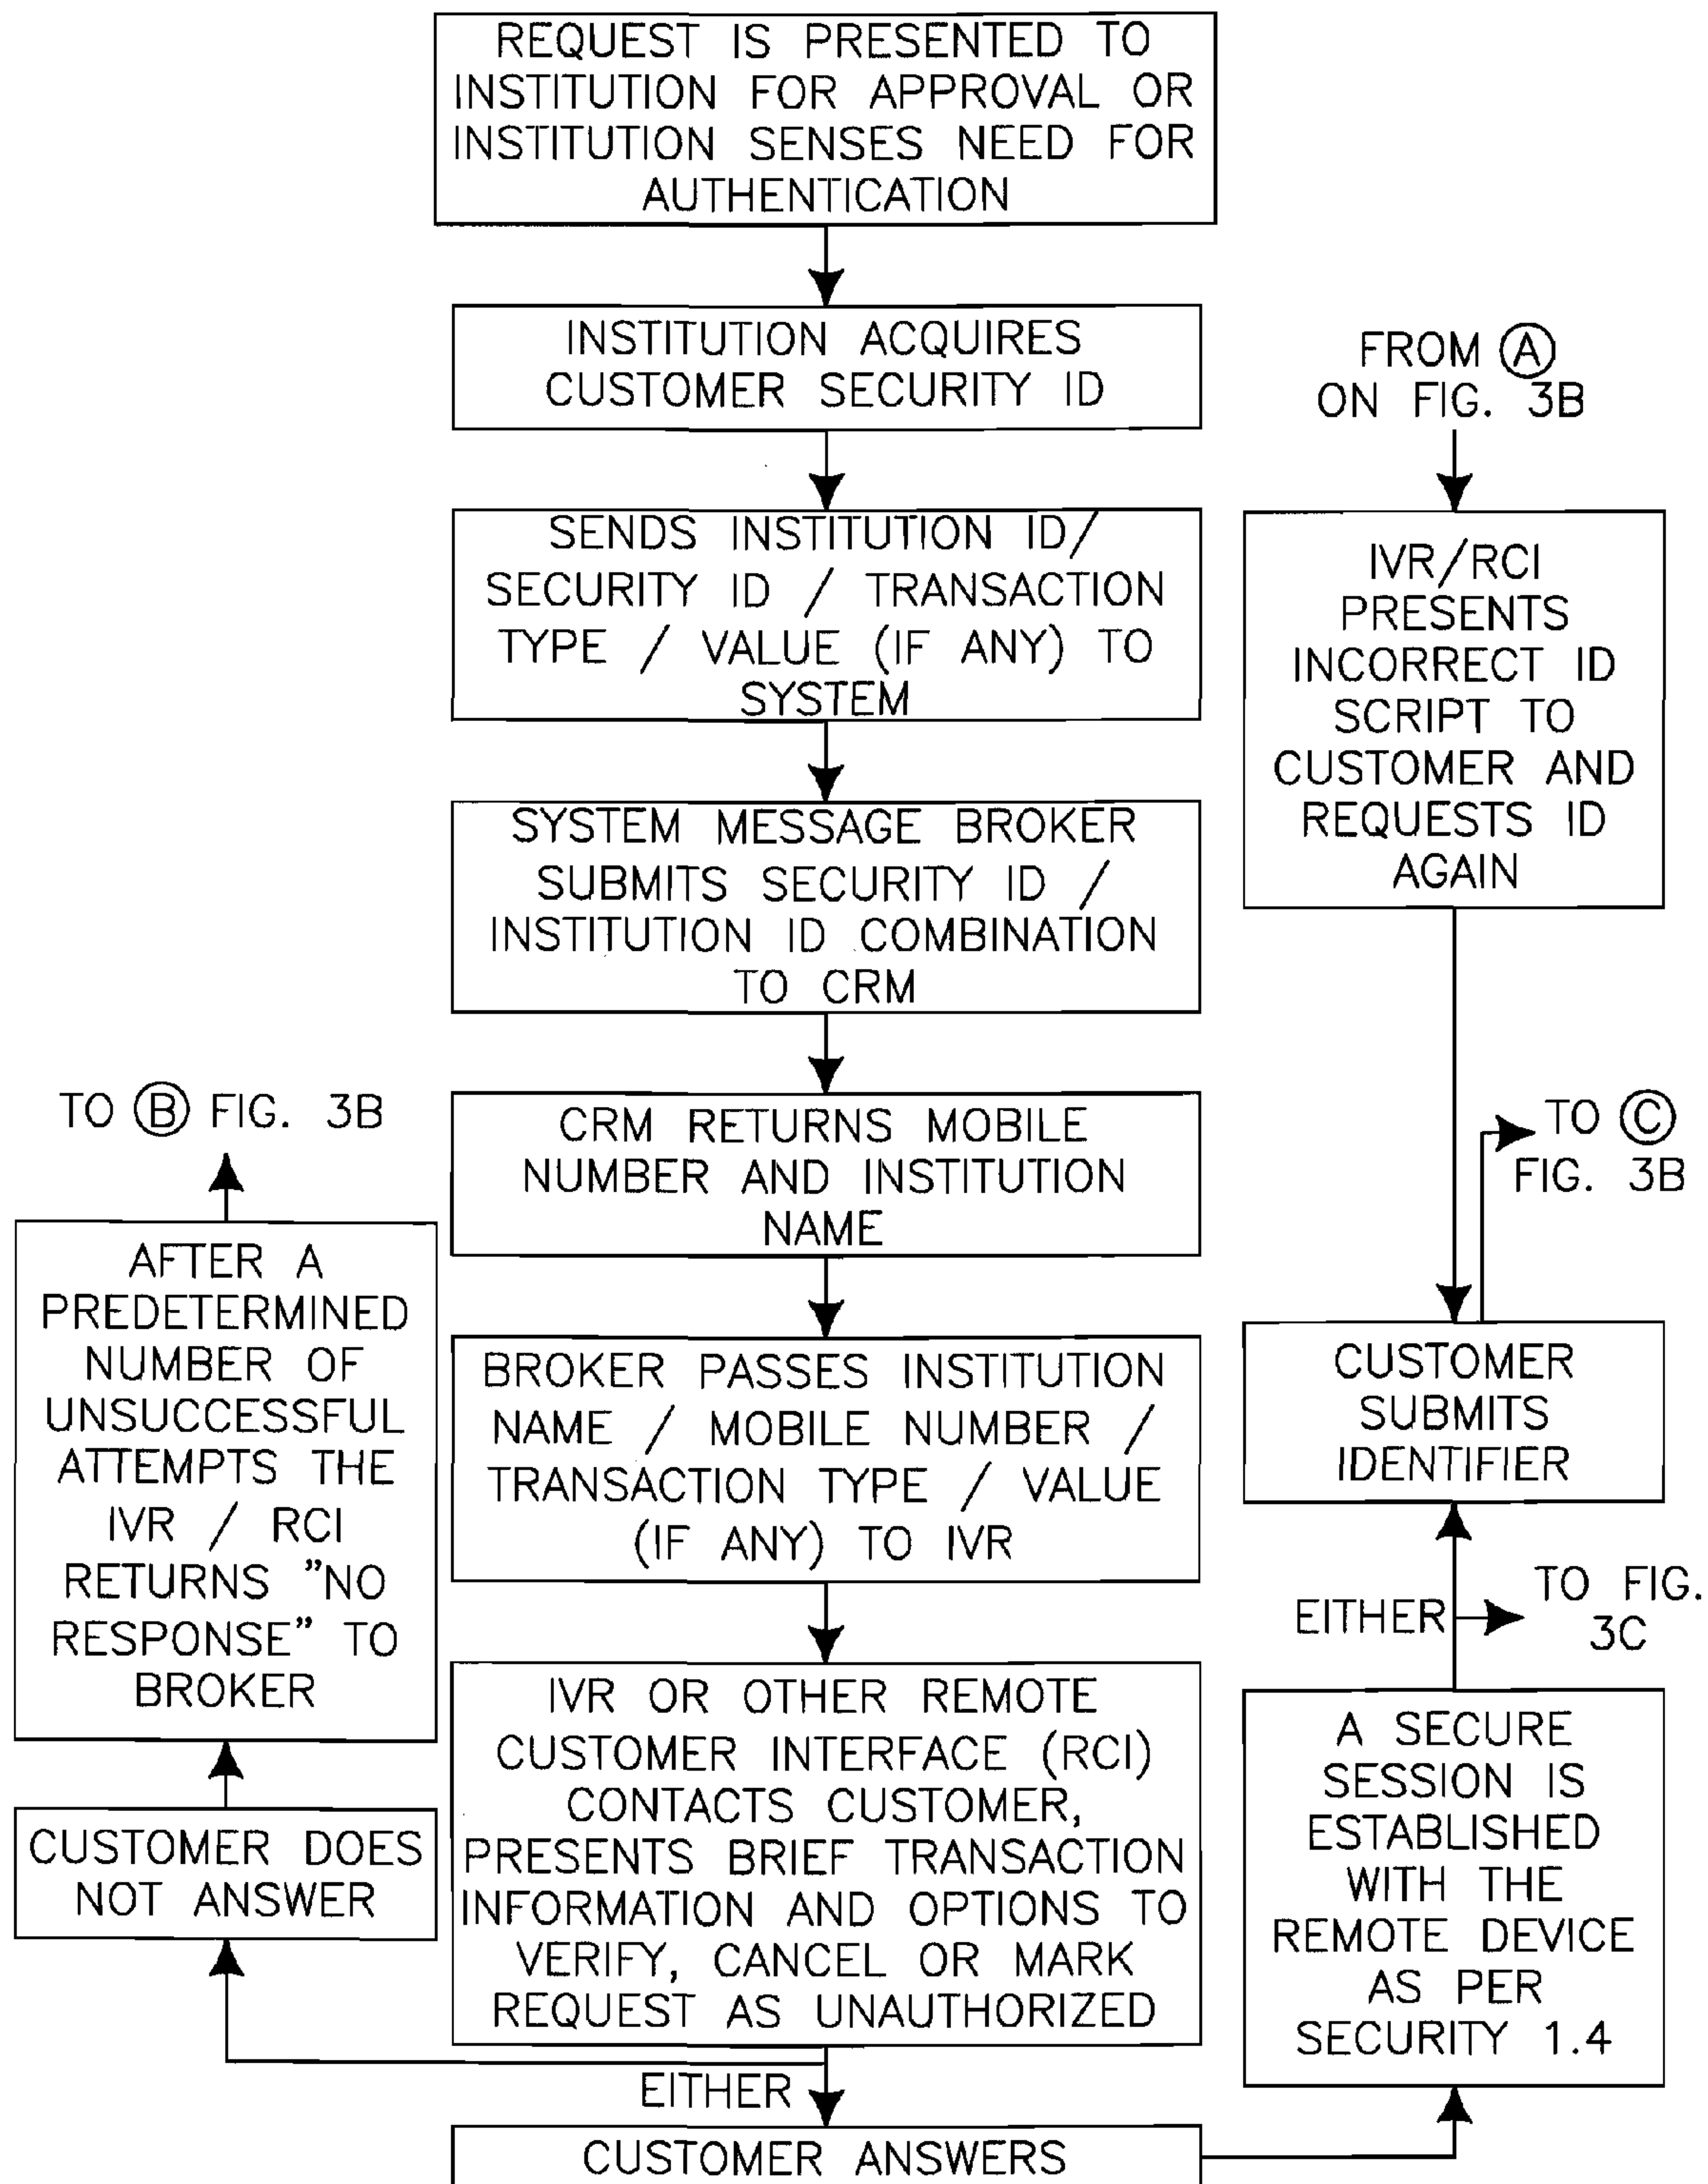 REQUEST IS PRESENTED TO
INSTITUTION FOR APPROVAL OR
INSTITUTION SENSES NEED FOR
AUTHENTICATION
INSTITUTION ACQUIRES
CUSTOMER SECURITY ID
SENDS INSTITUTION ID/
SECURITY ID / TRANSACTION
TYPE / VALUE (IF ANY) TO
SYSTEM
SYSTEM MESSAGE BROKER
SUBMITS SECURITY ID /
INSTITUTION ID COMBINATION
TO CRM
CRM RETURNS MOBILE
NUMBER AND INSTITUTION
NAME
BROKER PASSES INSTITUTION
NAME / MOBILE NUMBER /
TRANSACTION TYPE / VALUE
(IF ANY) TO IVR
IVR OR OTHER REMOTE
CUSTOMER INTERFACE (RCI)
CONTACTS CUSTOMER,
PRESENTS BRIEF TRANSACTION
INFORMATION AND OPTIONS TO
VERIFY, CANCEL OR MARK
REQUEST AS UNAUTHORIZED
EITHER
CUSTOMER ANSWERS
TO B FIG. 3B
AFTER A
PREDETERMINED
NUMBER OF
UNSUCCESSFUL
ATTEMPTS THE
IVR / RCI
RETURNS "NO
RESPONSE" TO
BROKER
CUSTOMER DOES
NOT ANSWER
FROM A
ON FIG. 3B
IVR/RCI
PRESENTS
INCORRECT ID
SCRIPT TO
CUSTOMER AND
REQUESTS ID
AGAIN
TO C
FIG. 3B
CUSTOMER
SUBMITS
IDENTIFIER
EITHER
TO FIG.
3C
A SECURE
SESSION IS
ESTABLISHED
WITH THE
REMOTE DEVICE
AS PER
SECURITY 1.4